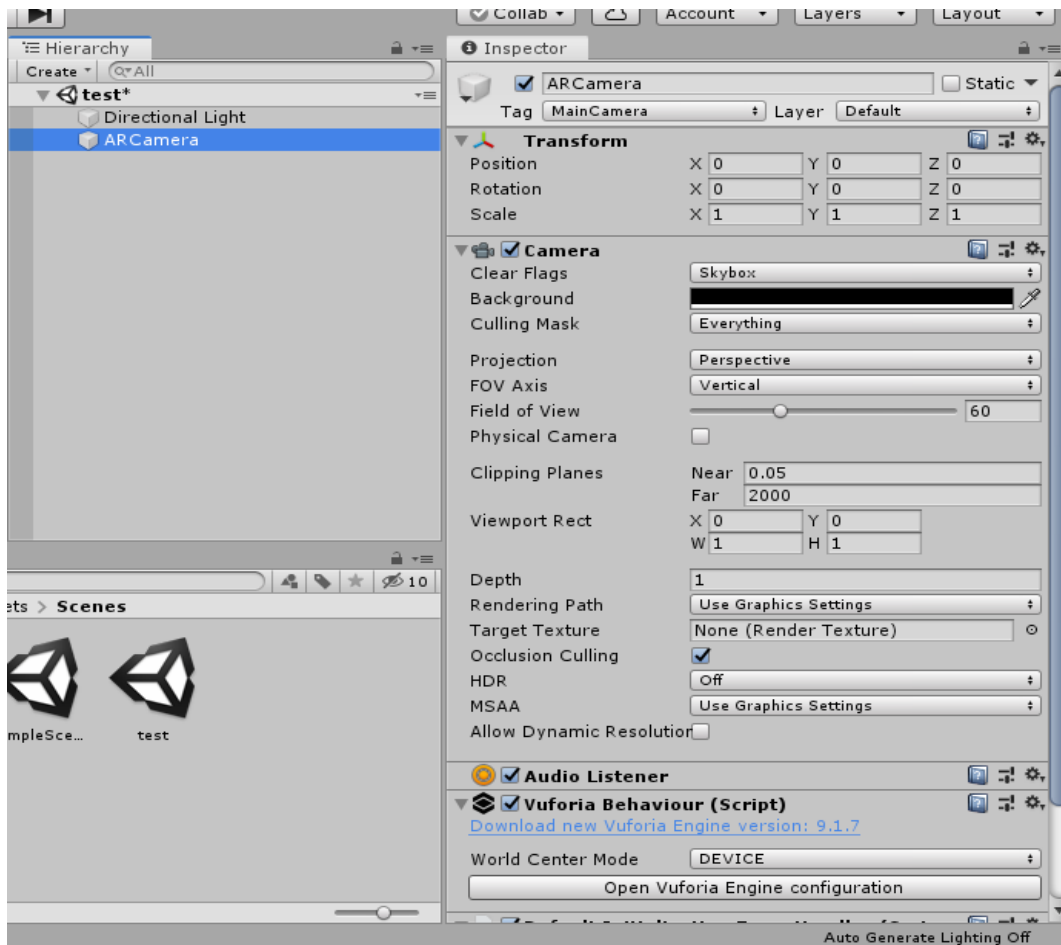 Collab Account Layers Layout
Hierarchy
Create All
test*
Directional Light
ARCamera
10
ets > Scenes
mpleSce...
test
Inspector
ARCamera Static
Tag MainCamera Layer Default
Transform
Position X 0 Y 0 Z 0
Rotation X 0 Y 0 Z 0
Scale X 1 Y 1 Z 1
Camera
Clear Flags Skybox
Background
Culling Mask Everything
Projection Perspective
FOV Axis Vertical
Field of View 60
Physical Camera
Clipping Planes Near 0.05
Far 2000
Viewport Rect X 0 Y 0
W 1 H 1
Depth 1
Rendering Path Use Graphics Settings
Target Texture None (Render Texture)
Occlusion Culling
HDR Off
MSAA Use Graphics Settings
Allow Dynamic Resolution
Audio Listener
Vuforia Behaviour (Script)
Download new Vuforia Engine version: 9.1.7
World Center Mode DEVICE
Open Vuforia Engine configuration
Auto Generate Lighting Off